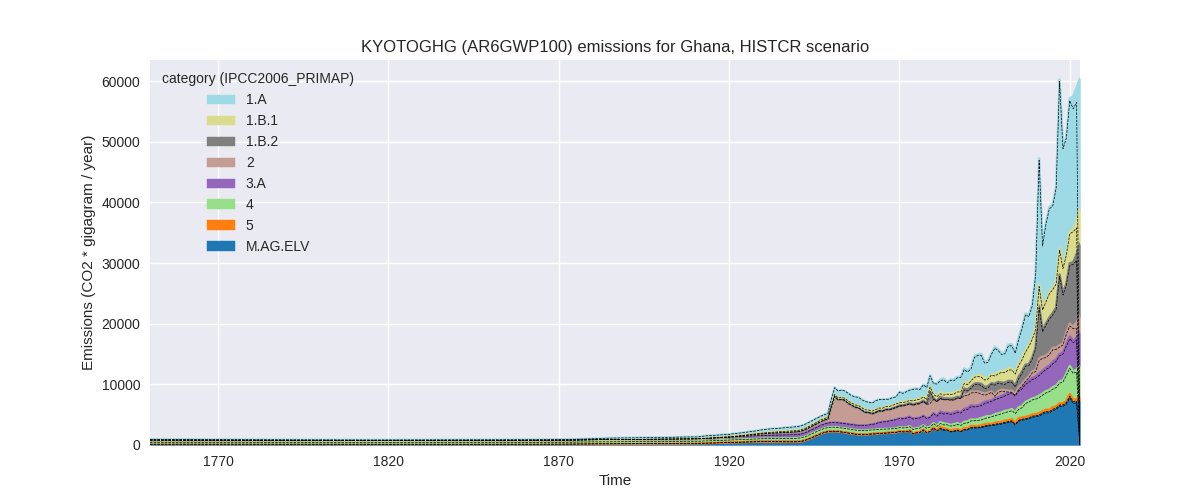 KYOTOGHG (AR6GWP100) emissions for Ghana, HISTCR scenario
category (IPCC2006_PRIMAP)
1.A
1.B.1
1.B.2
2
3.A
4
5
M.AG.ELV
Emissions (CO2 * gigagram / year)
60000
50000
40000
30000
20000
10000
0
1770 1820 1870 1920 1970 2020
Time